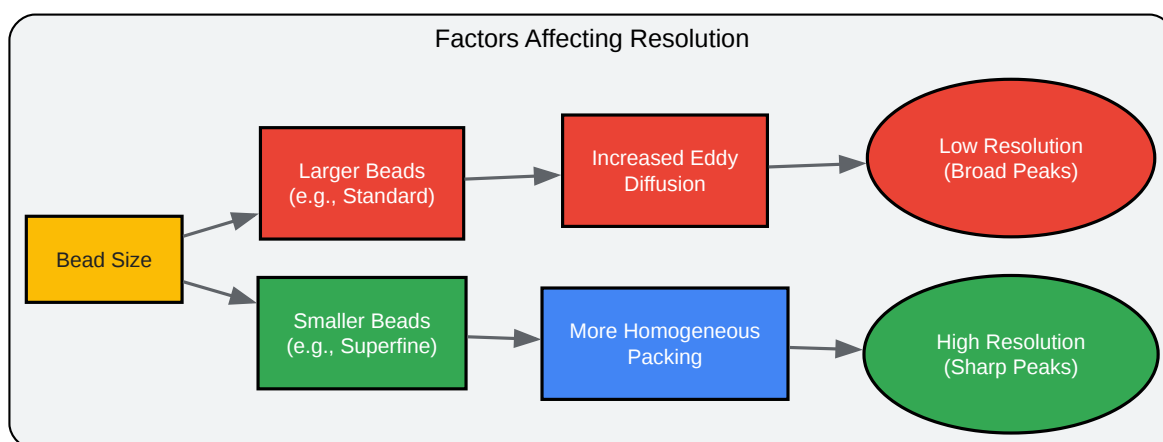 Factors Affecting Resolution
Larger Beads
(e.g., Standard)
Increased Eddy
Diffusion
Low Resolution
(Broad Peaks)
Bead Size
Smaller Beads
(e.g., Superfine)
More Homogeneous
Packing
High Resolution
(Sharp Peaks)